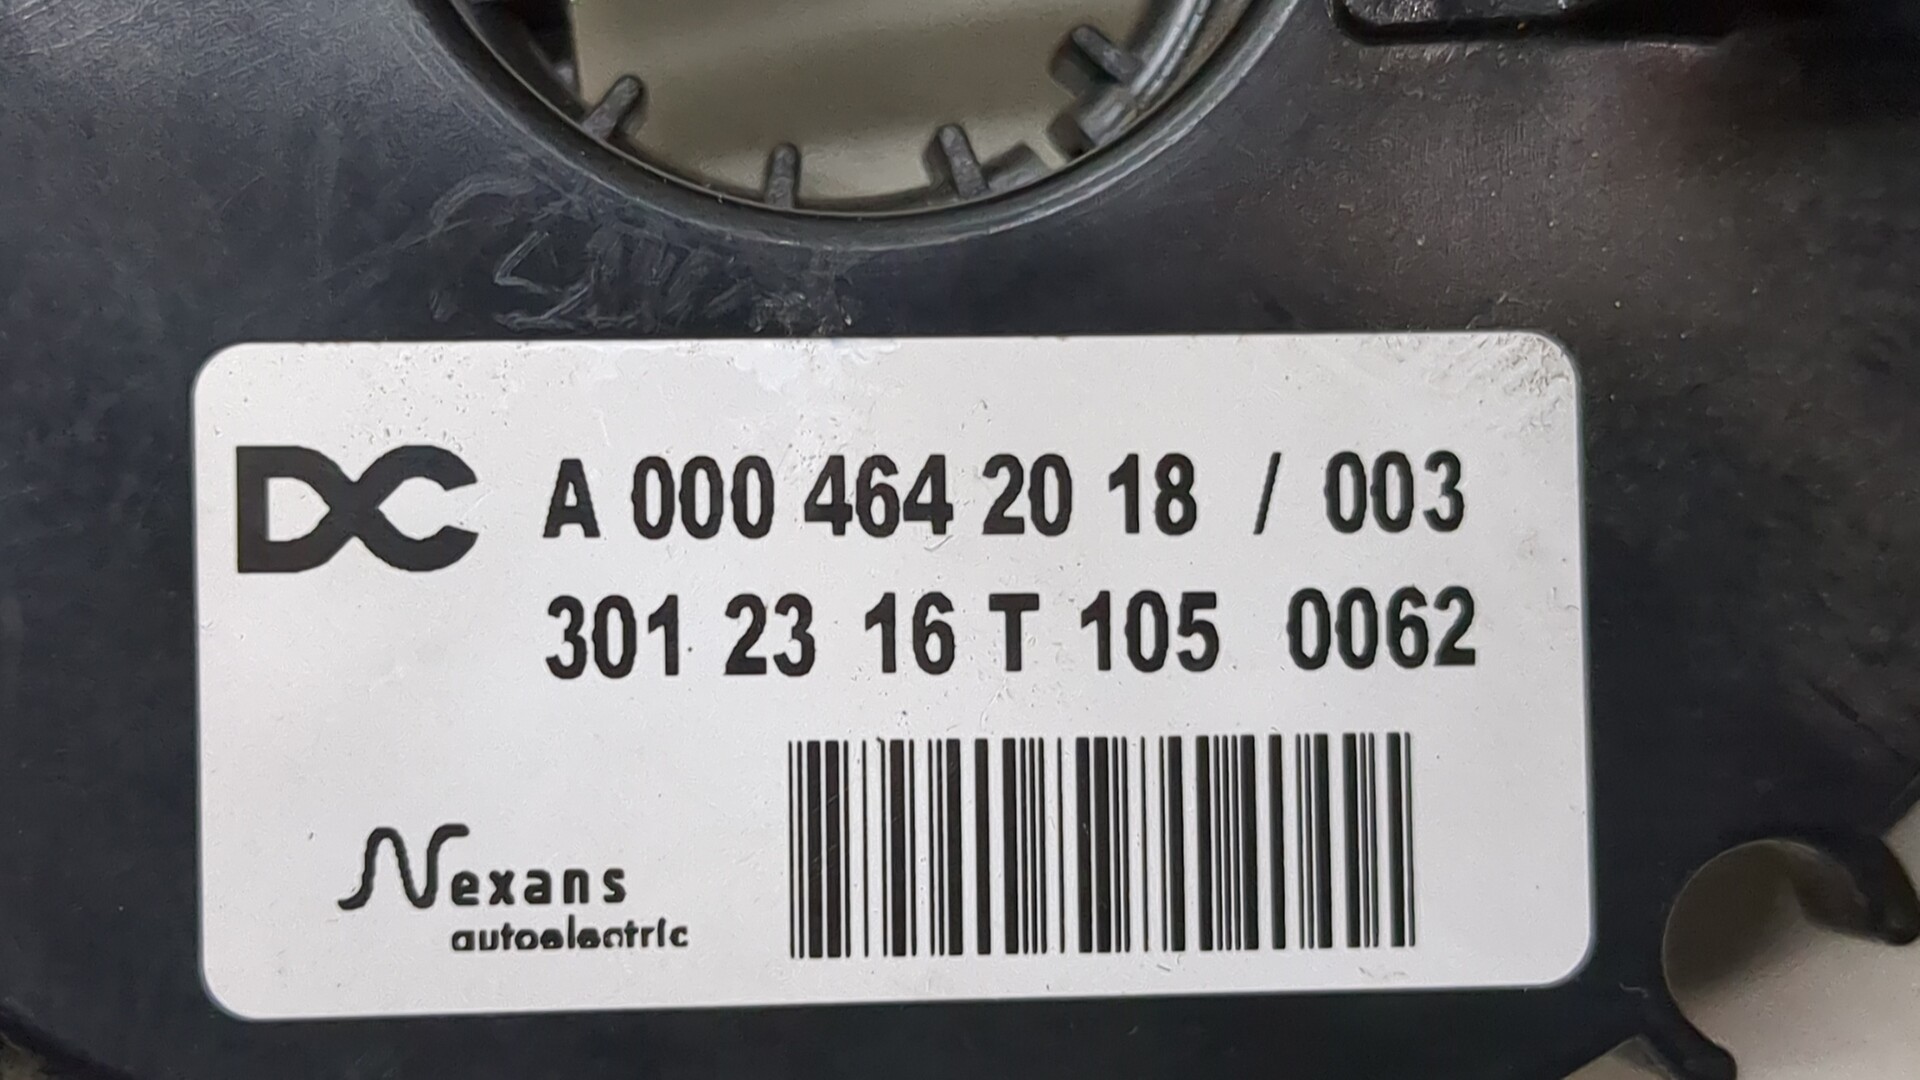 DC A 000 464 20 18 / 003
301 23 16 T 105 0062
Nexans
autoelectric